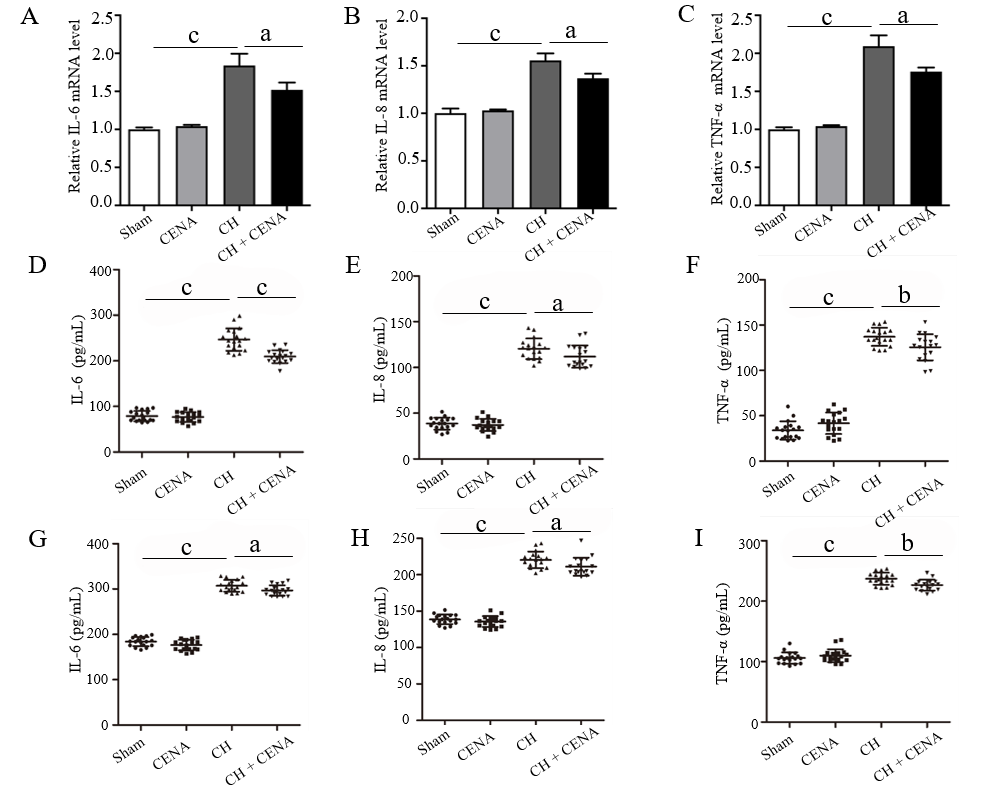 A
Relative IL-6 mRNA level
2.5
2.0
1.5
1.0
0.5
0.0
c
a
Sham
CENA
CH
CH + CENA
B
Relative IL-8 mRNA level
2.0
1.5
1.0
0.5
0.0
c
a
Sham
CENA
CH
CH + CENA
C
Relative TNF-α mRNA level
2.5
2.0
1.5
1.0
0.5
0.0
c
a
Sham
CENA
CH
CH + CENA
D
IL-6 (pg/mL)
400
300
200
100
0
c
c
Sham
CENA
CH
CH + CENA
E
IL-8 (pg/mL)
200
150
100
50
0
c
a
Sham
CENA
CH
CH + CENA
F
TNF-α (pg/mL)
200
150
100
50
0
c
b
Sham
CENA
CH
CH + CENA
G
IL-6 (pg/mL)
400
300
200
100
0
c
a
Sham
CENA
CH
CH + CENA
H
IL-8 (pg/mL)
250
200
150
100
50
0
c
a
Sham
CENA
CH
CH + CENA
I
TNF-α (pg/mL)
300
200
100
0
c
b
Sham
CENA
CH
CH + CENA